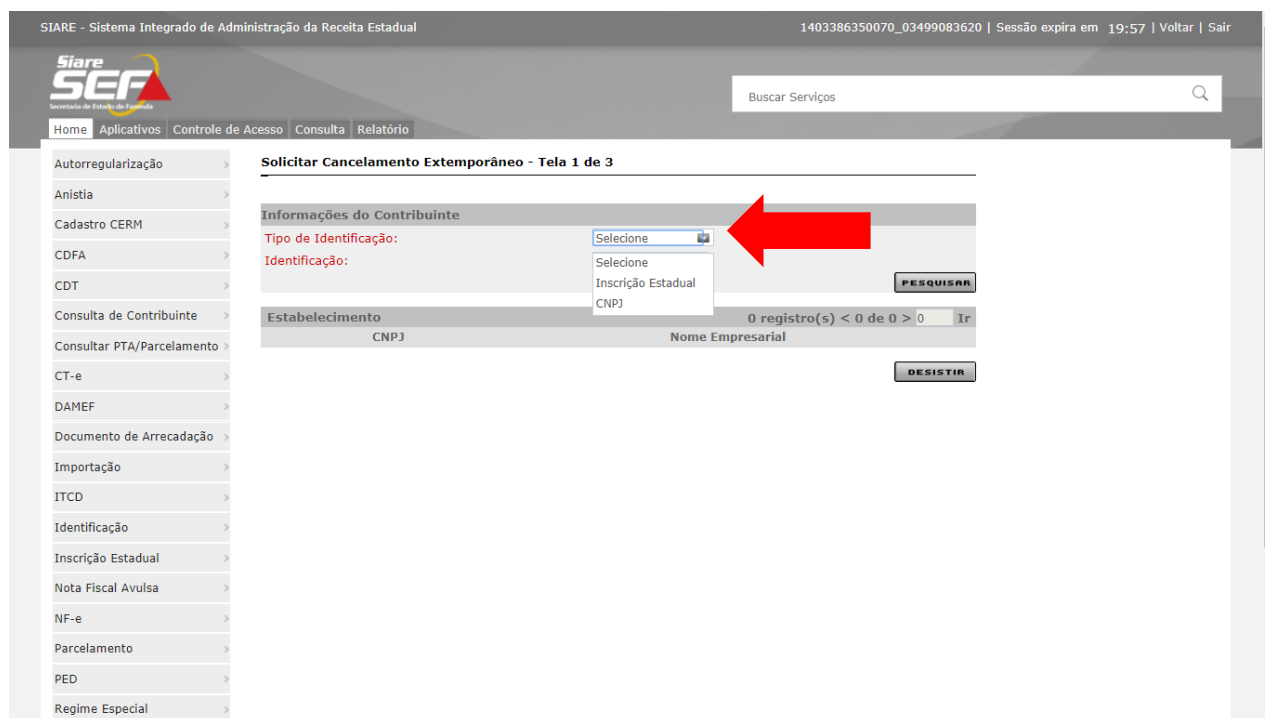 SIARE - Sistema Integrado de Administração da Receita Estadual
1403386350070_03499083620 | Sessão expira em 19:57 | Voltar | Sair
Siare
SEF
Secretaria de Estado de Fazenda
Buscar Serviços
Home Aplicativos Controle de Acesso Consulta Relatório
Autorregularização
Anistia
Cadastro CERM
CDFA
CDT
Consulta de Contribuinte
Consultar PTA/Parcelamento
CT-e
DAMEF
Documento de Arrecadação
Importação
ITCD
Identificação
Inscrição Estadual
Nota Fiscal Avulsa
NF-e
Parcelamento
PED
Regime Especial
Solicitar Cancelamento Extemporâneo - Tela 1 de 3
Informações do Contribuinte
Tipo de Identificação: Selecione
Identificação:
Selecione
Inscrição Estadual
CNPJ
PESQUISAR
Estabelecimento 0 registro(s) < 0 de 0 > 0 Ir
CNPJ Nome Empresarial
DESISTIR